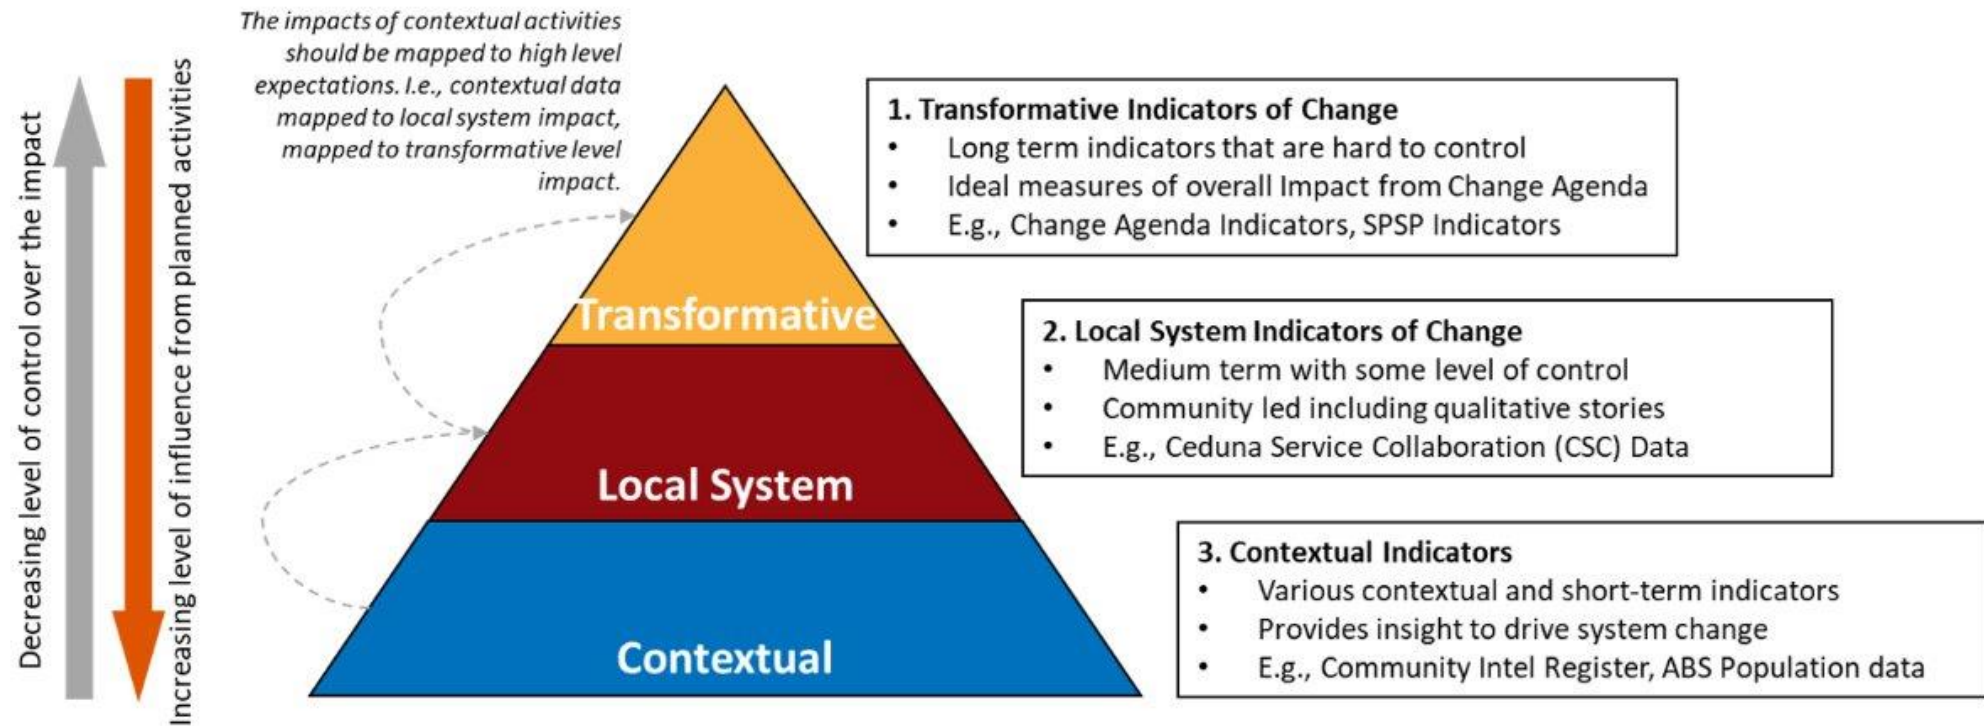 Decreasing level of control over the impact
Increasing level of influence from planned activities
The impacts of contextual activities
should be mapped to high level
expectations. I.e., contextual data
mapped to local system impact,
mapped to transformative level
impact.
Transformative
Local System
Contextual
1. Transformative Indicators of Change
• Long term indicators that are hard to control
• Ideal measures of overall Impact from Change Agenda
• E.g., Change Agenda Indicators, SPSP Indicators
2. Local System Indicators of Change
• Medium term with some level of control
• Community led including qualitative stories
• E.g., Ceduna Service Collaboration (CSC) Data
3. Contextual Indicators
• Various contextual and short-term indicators
• Provides insight to drive system change
• E.g., Community Intel Register, ABS Population data